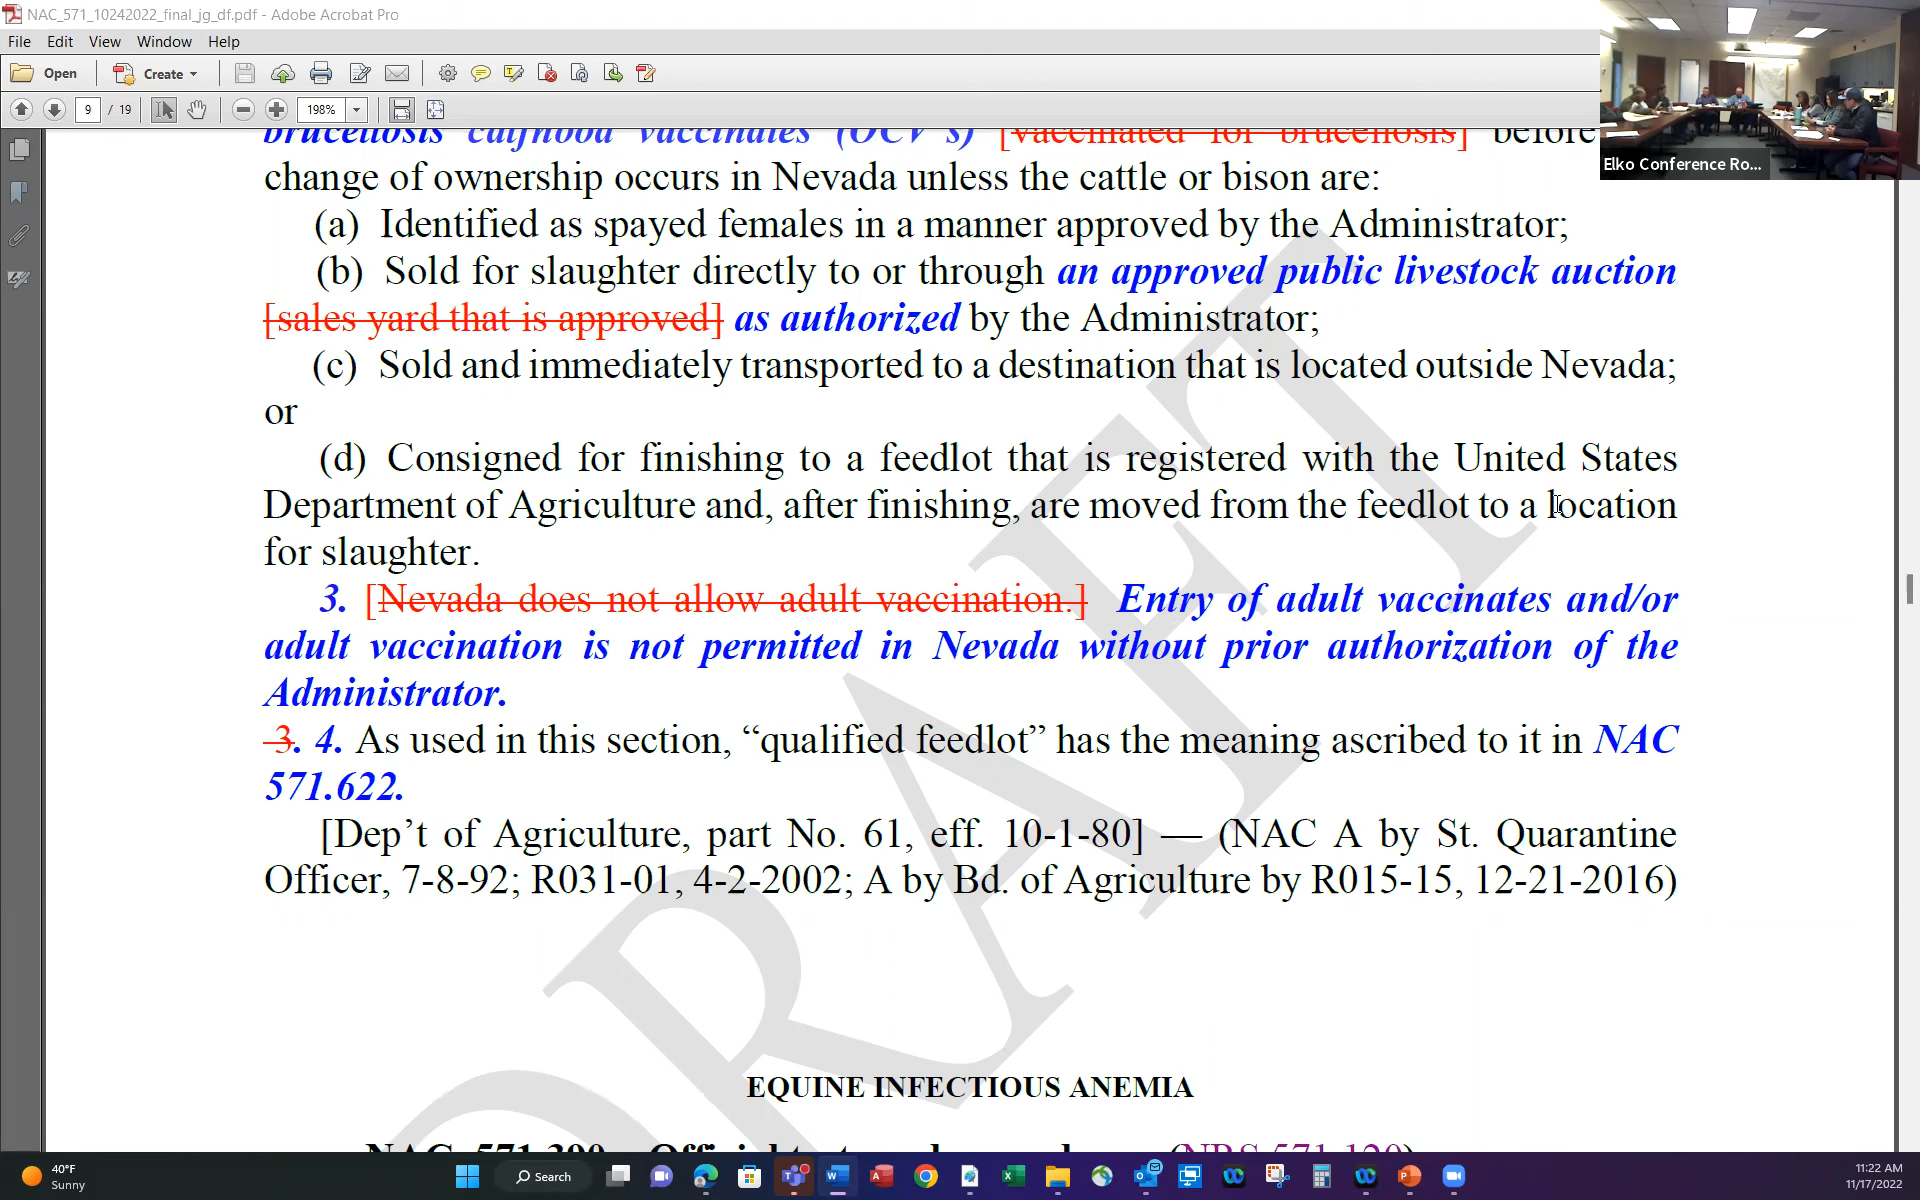 NAC_571_10242022_final_jg_df.pdf - Adobe Acrobat Pro
File Edit View Window Help
Open Create
9 / 19 198%
Elko Conference Ro...
brucellosis calfhood vaccinates (OCV's) [vaccinated for brucellosis] before
change of ownership occurs in Nevada unless the cattle or bison are:
(a) Identified as spayed females in a manner approved by the Administrator;
(b) Sold for slaughter directly to or through an approved public livestock auction
[sales yard that is approved] as authorized by the Administrator;
(c) Sold and immediately transported to a destination that is located outside Nevada;
or
(d) Consigned for finishing to a feedlot that is registered with the United States
Department of Agriculture and, after finishing, are moved from the feedlot to a location
for slaughter.
3. [Nevada does not allow adult vaccination.] Entry of adult vaccinates and/or
adult vaccination is not permitted in Nevada without prior authorization of the
Administrator.
3. 4. As used in this section, “qualified feedlot” has the meaning ascribed to it in NAC
571.622.
[Dep’t of Agriculture, part No. 61, eff. 10-1-80] — (NAC A by St. Quarantine
Officer, 7-8-92; R031-01, 4-2-2002; A by Bd. of Agriculture by R015-15, 12-21-2016)
DRAFT
EQUINE INFECTIOUS ANEMIA
40°F
Sunny
Search
11:22 AM
11/17/2022